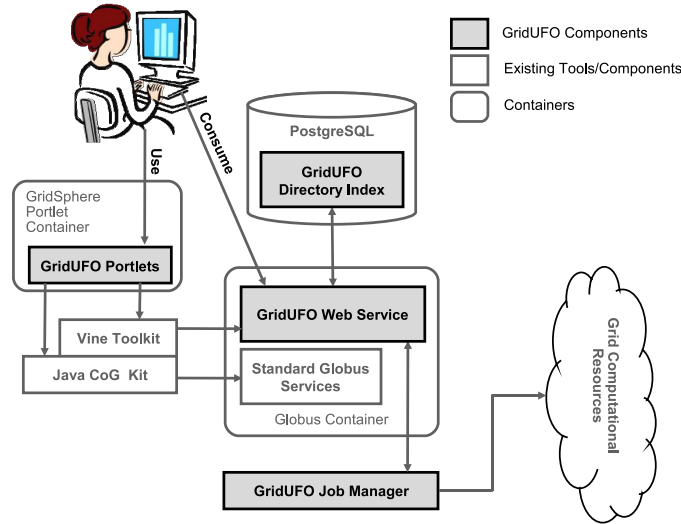 GridUFO Components
Existing Tools/Components
Containers
PostgreSQL
GridUFO
Directory Index
Consume
Use
GridSphere
Portlet
Container
GridUFO Portlets
GridUFO Web Service
Vine Toolkit
Java CoG Kit
Standard Globus
Services
Globus Container
GridUFO Job Manager
Grid Computational
Resources